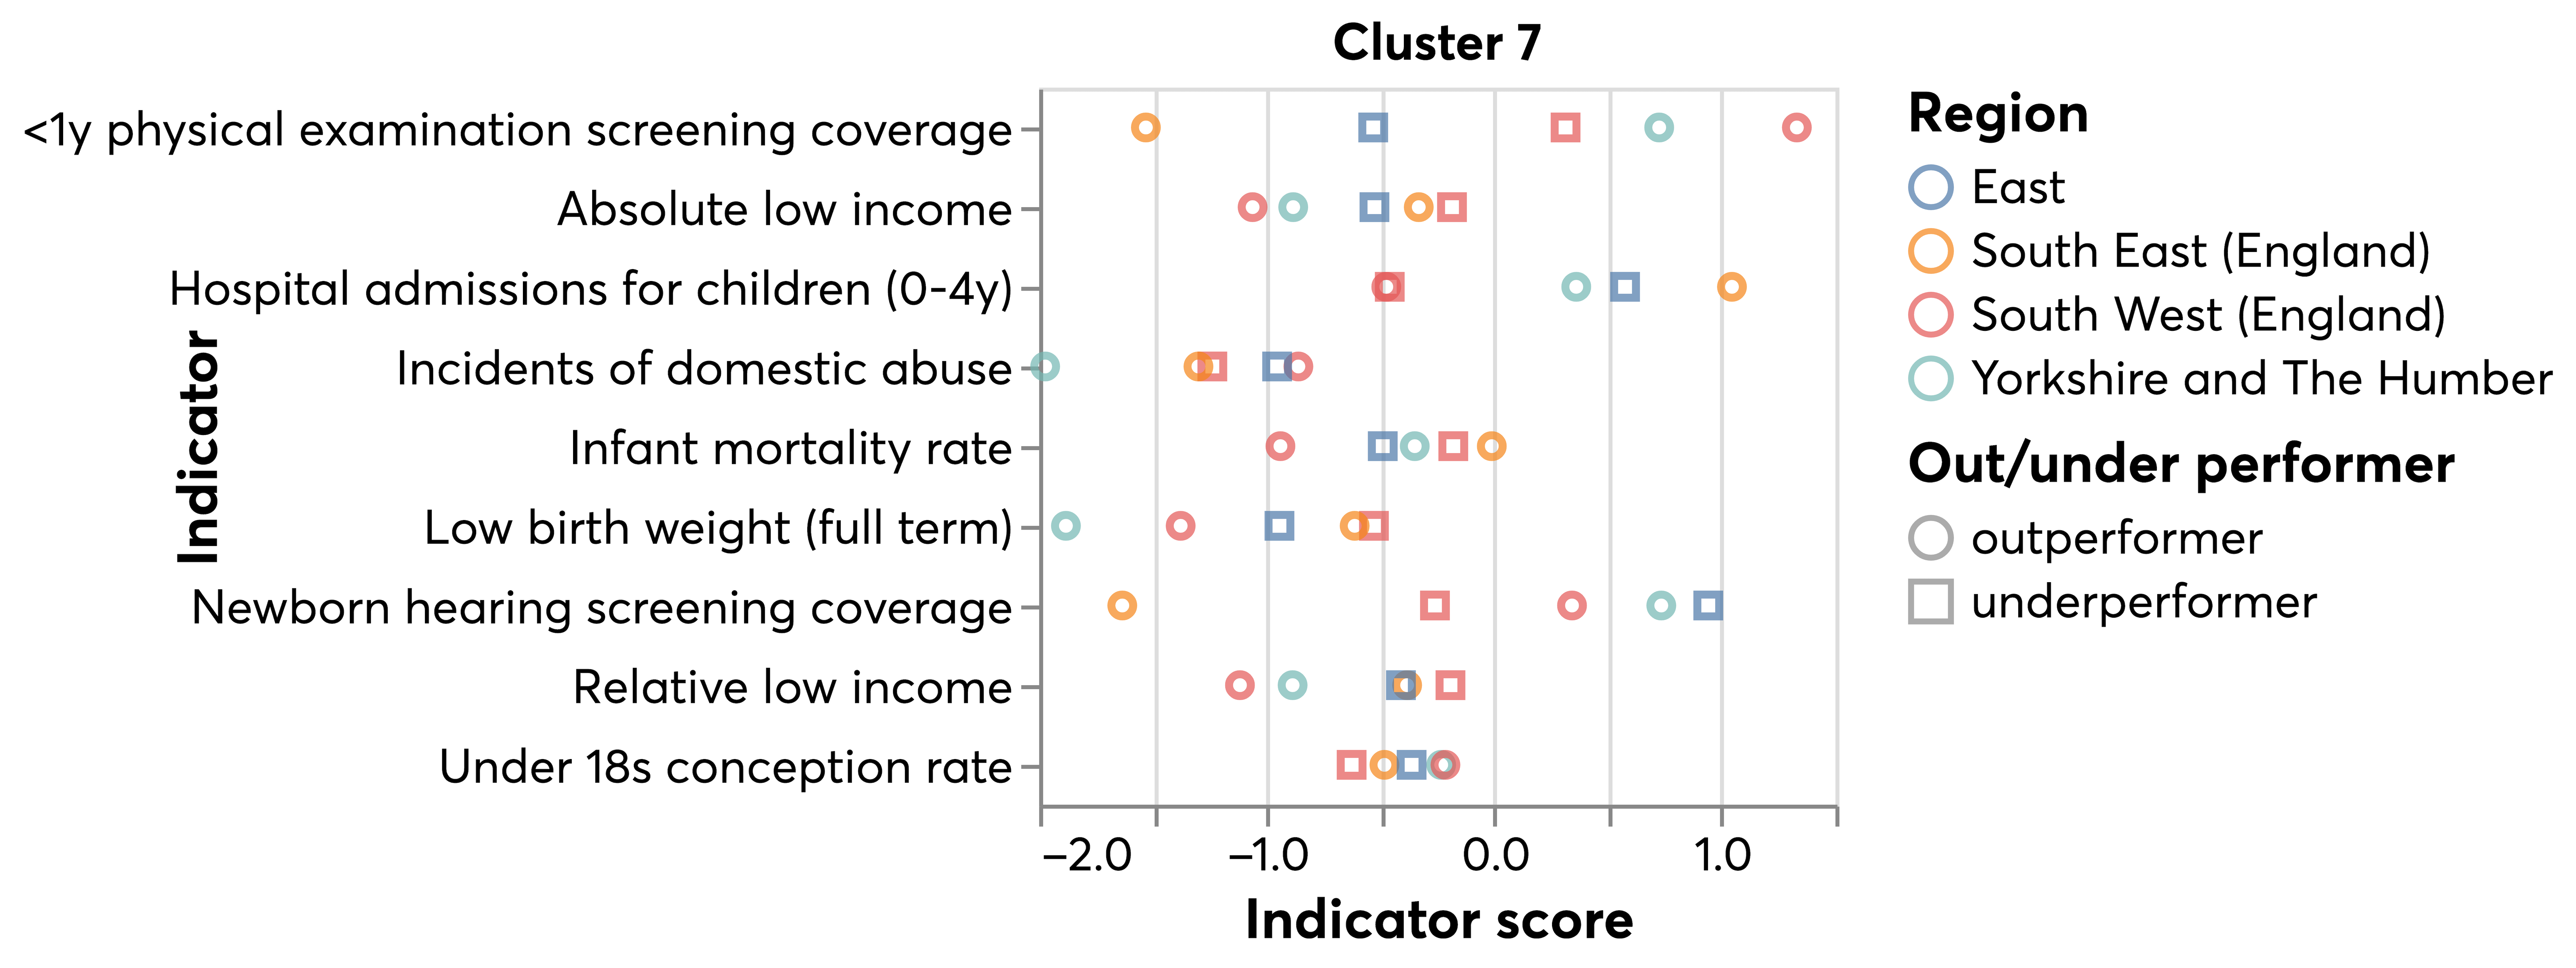 Cluster 7
<1y physical examination screening coverage
Absolute low income
Hospital admissions for children (0-4y)
Incidents of domestic abuse
Infant mortality rate
Low birth weight (full term)
Newborn hearing screening coverage
Relative low income
Under 18s conception rate
Indicator
−2.0 −1.0 0.0 1.0
Indicator score
Region
East
South East (England)
South West (England)
Yorkshire and The Humber
Out/under performer
outperformer
underperformer